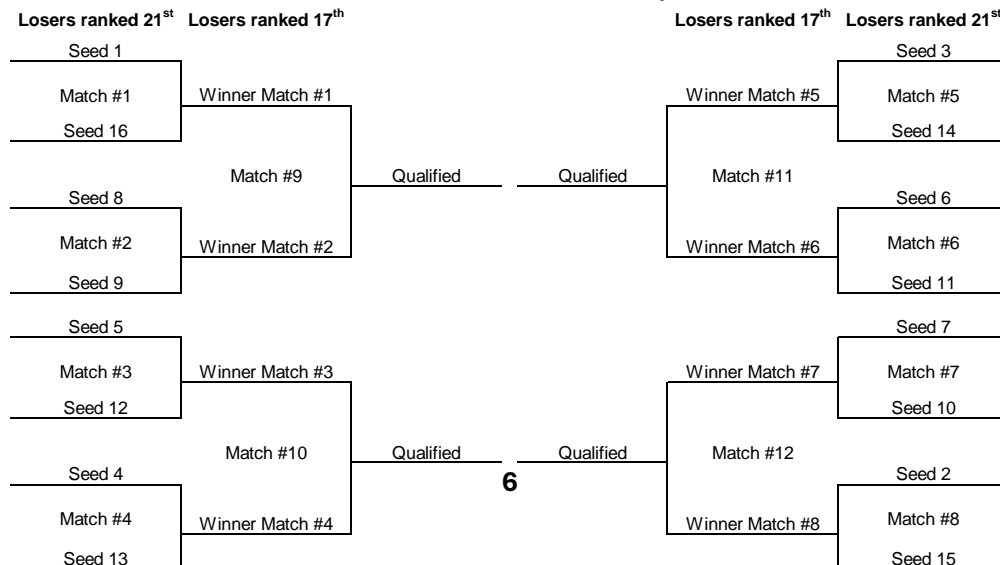 Losers ranked 21st Losers ranked 17th Losers ranked 17th Losers ranked 21st
Seed 1 Seed 3
Match #1 Winner Match #1 Winner Match #5 Match #5
Seed 16 Seed 14
Match #9 Qualified Qualified Match #11
Seed 8 Seed 6
Match #2 Winner Match #2 Winner Match #6 Match #6
Seed 9 Seed 11
Seed 5 Seed 7
Match #3 Winner Match #3 Winner Match #7 Match #7
Seed 12 Seed 10
Match #10 Qualified Qualified Match #12
Seed 4 6 Seed 2
Match #4 Winner Match #4 Winner Match #8 Match #8
Seed 13 Seed 15